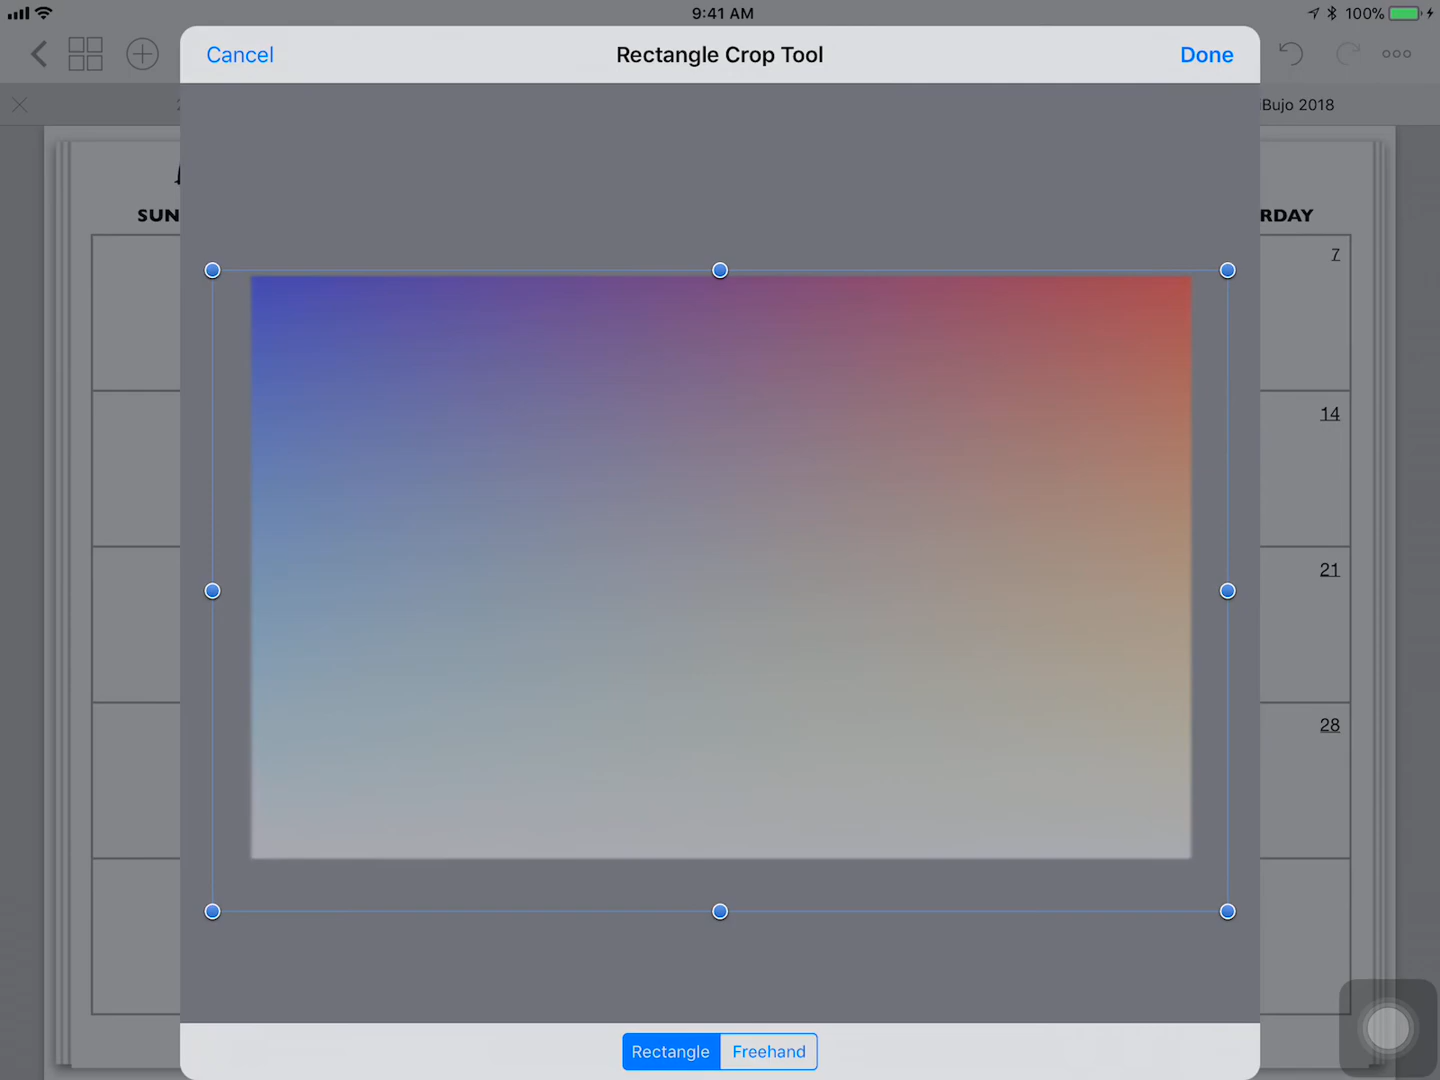 9:41 AM
100%
Cancel
Rectangle Crop Tool
Done
Bujo 2018
SUN
RDAY
7
14
21
28
Rectangle
Freehand